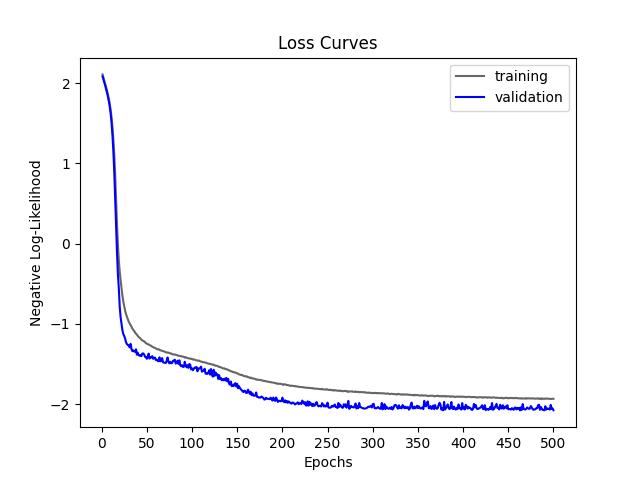 Loss Curves
training
validation
Negative Log-Likelihood
2
1
0
−1
−2
0 50 100 150 200 250 300 350 400 450 500
Epochs